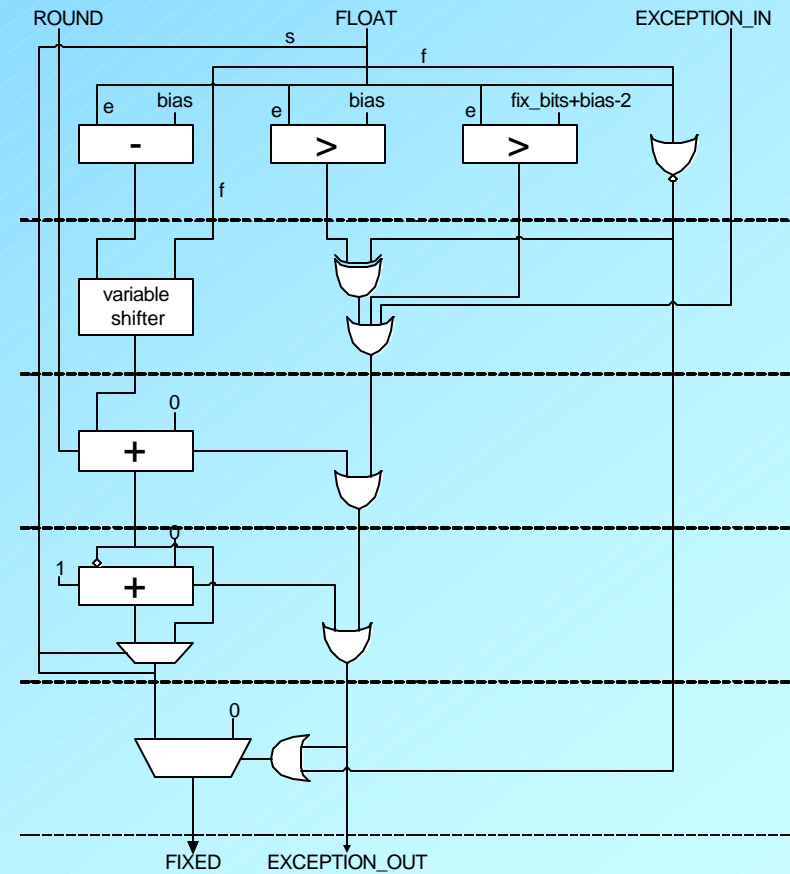 ROUND FLOAT EXCEPTION_IN
s
f
bias bias fix_bits+bias-2
e e e
- > >
f
variable
shifter
0
+
0
1
+
0
FIXED EXCEPTION_OUT